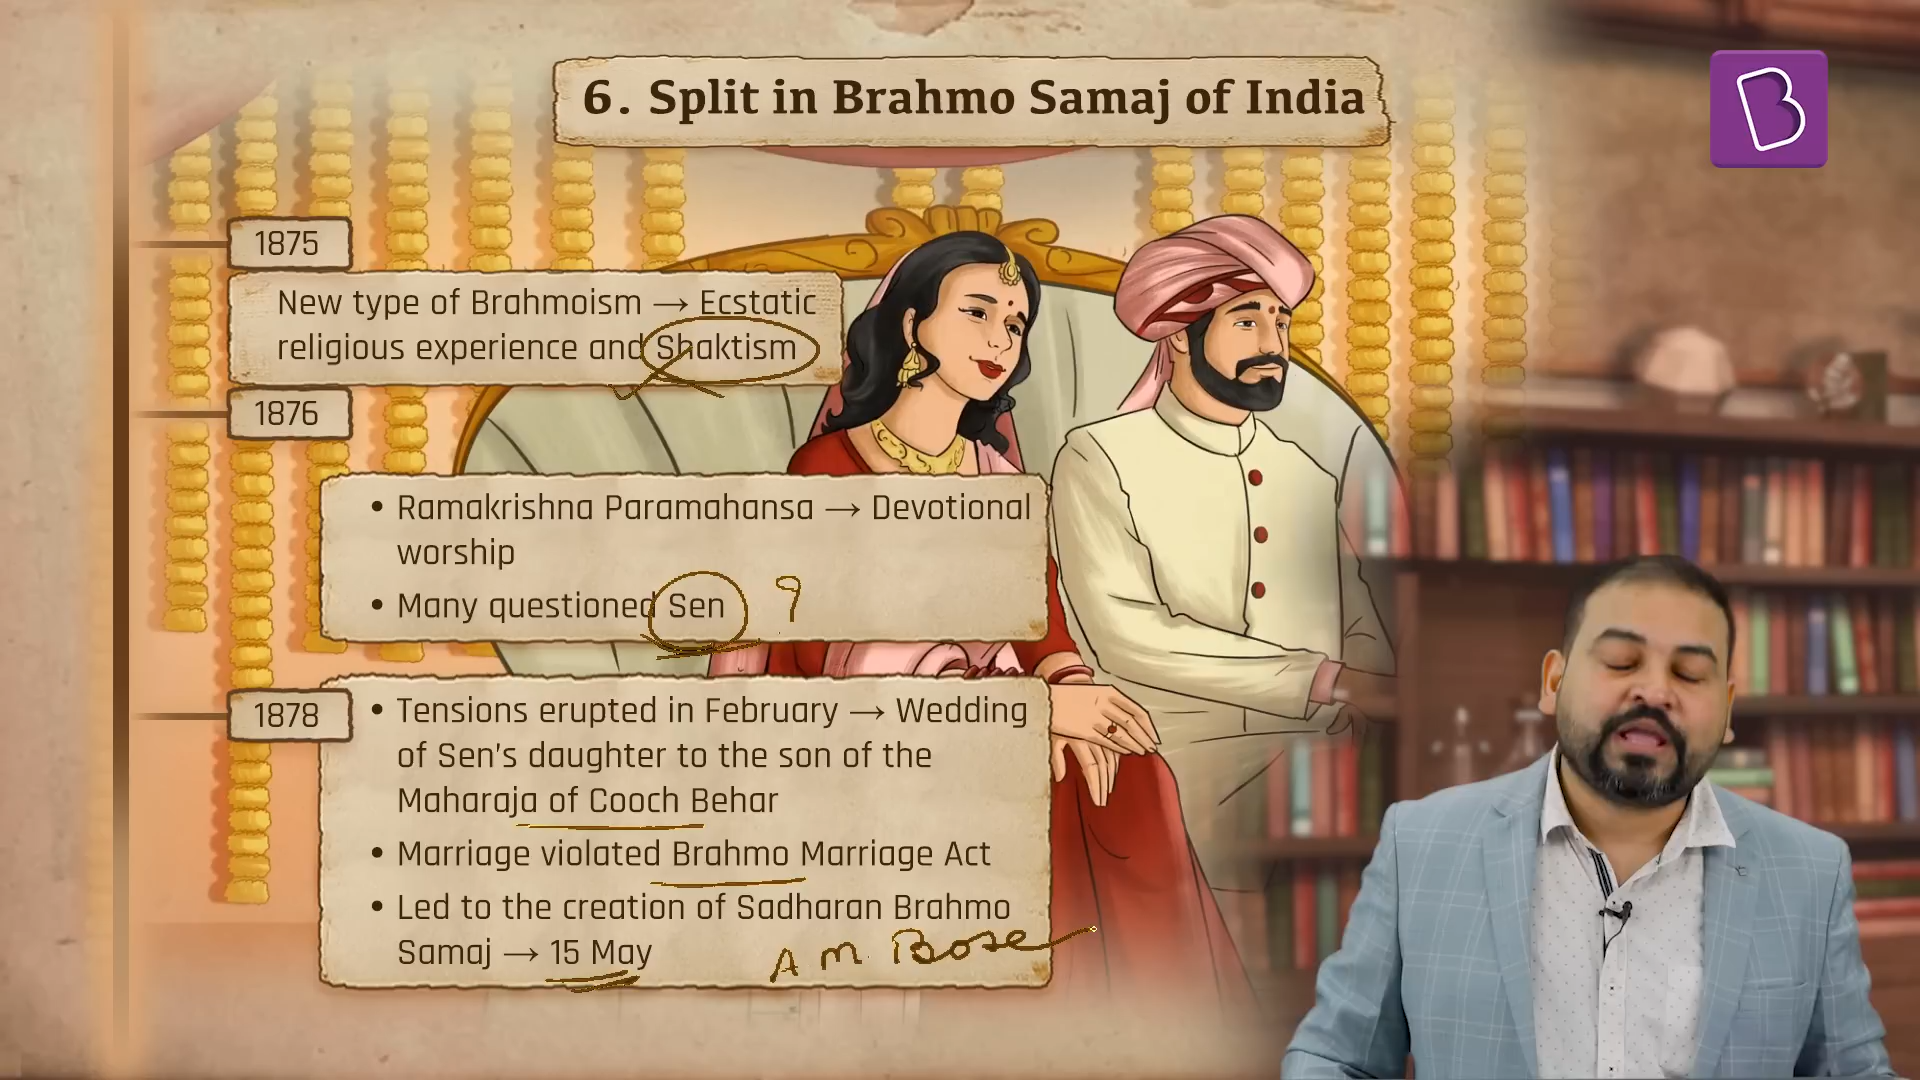 6. Split in Brahmo Samaj of India
B
1875
New type of Brahmoism → Ecstatic
religious experience and Shaktism
1876
• Ramakrishna Paramahansa → Devotional
worship
• Many questioned Sen ?
1878
• Tensions erupted in February → Wedding
of Sen's daughter to the son of the
Maharaja of Cooch Behar
• Marriage violated Brahmo Marriage Act
• Led to the creation of Sadharan Brahmo
Samaj → 15 May
A M Bose